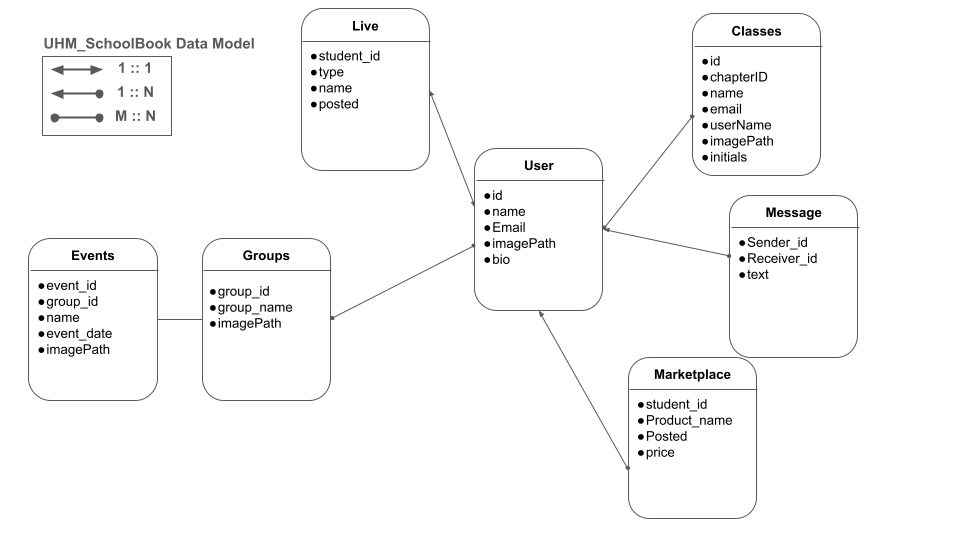 UHM_SchoolBook Data Model
1 :: 1
1 :: N
M :: N
Live
●student_id
●type
●name
●posted
Classes
●id
●chapterID
●name
●email
●userName
●imagePath
●initials
User
●id
●name
●Email
●imagePath
●bio
Message
●Sender_id
●Receiver_id
●text
Events
●event_id
●group_id
●name
●event_date
●imagePath
Groups
●group_id
●group_name
●imagePath
Marketplace
●student_id
●Product_name
●Posted
●price